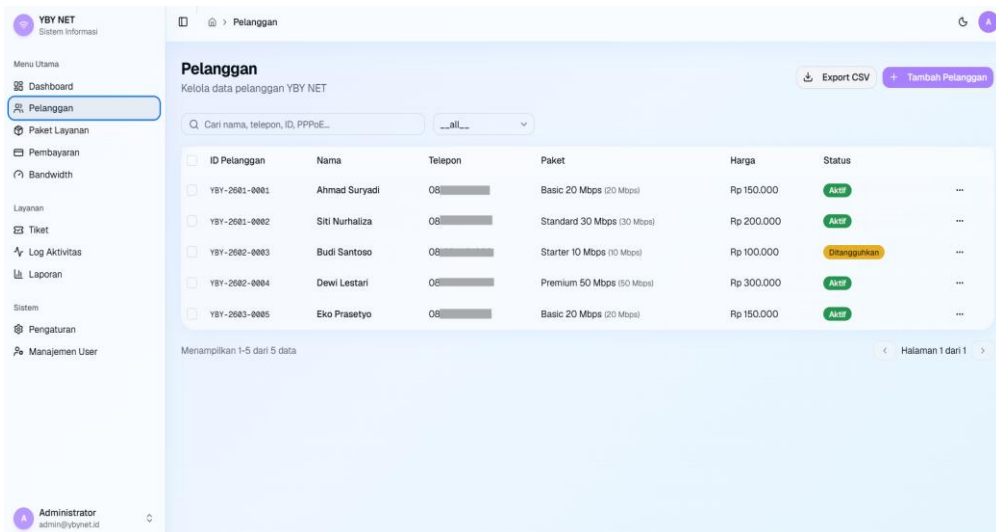 YBY NET
Sistem Informasi
Menu Utama
Dashboard
Pelanggan
Paket Layanan
Pembayaran
Bandwidth
Layanan
Tiket
Log Aktivitas
Laporan
Sistem
Pengaturan
Manajemen User
A Administrator
admin@ybynet.id
> Pelanggan
A
Pelanggan
Kelola data pelanggan YBY NET
Export CSV
+ Tambah Pelanggan
Cari nama, telepon, ID, PPPoE...
__all__
ID Pelanggan Nama Telepon Paket Harga Status
YBY-2601-0001 Ahmad Suryadi 08 Basic 20 Mbps (20 Mbps) Rp 150.000 Aktif ...
YBY-2601-0002 Siti Nurhaliza 08 Standard 30 Mbps (30 Mbps) Rp 200.000 Aktif ...
YBY-2602-0003 Budi Santoso 08 Starter 10 Mbps (10 Mbps) Rp 100.000 Ditangguhkan ...
YBY-2602-0004 Dewi Lestari 08 Premium 50 Mbps (50 Mbps) Rp 300.000 Aktif ...
YBY-2603-0005 Eko Prasetyo 08 Basic 20 Mbps (20 Mbps) Rp 150.000 Aktif ...
Menampilkan 1-5 dari 5 data
< Halaman 1 dari 1 >